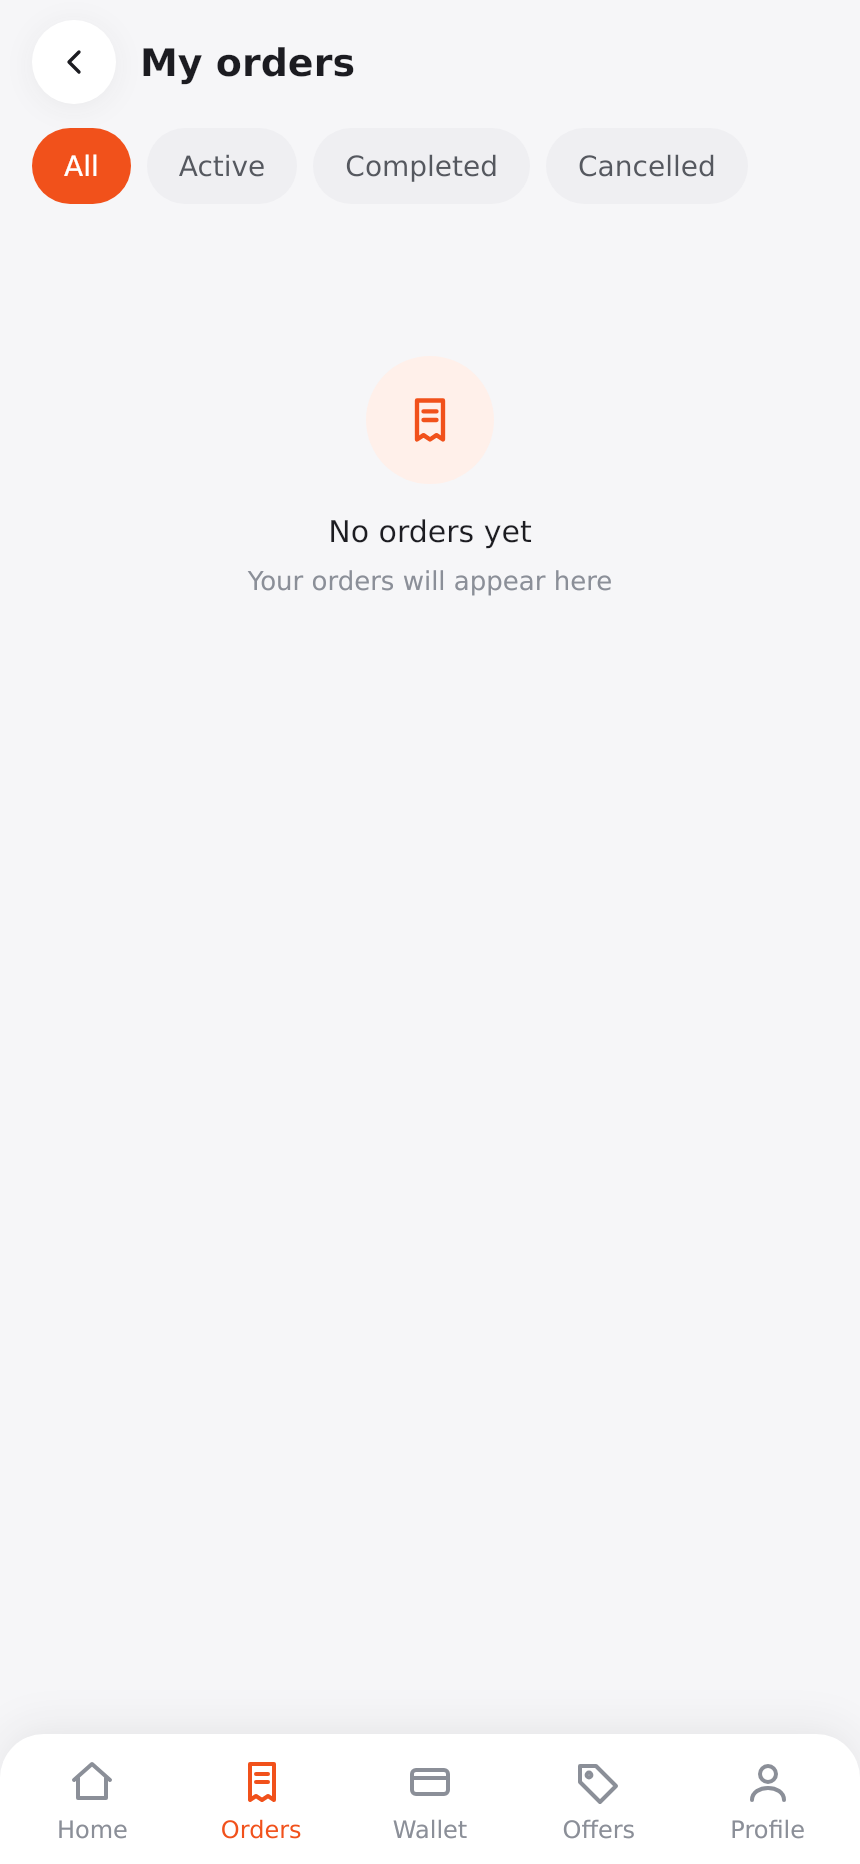 My orders
All Active Completed Cancelled
No orders yet
Your orders will appear here
Home Orders Wallet Offers Profile